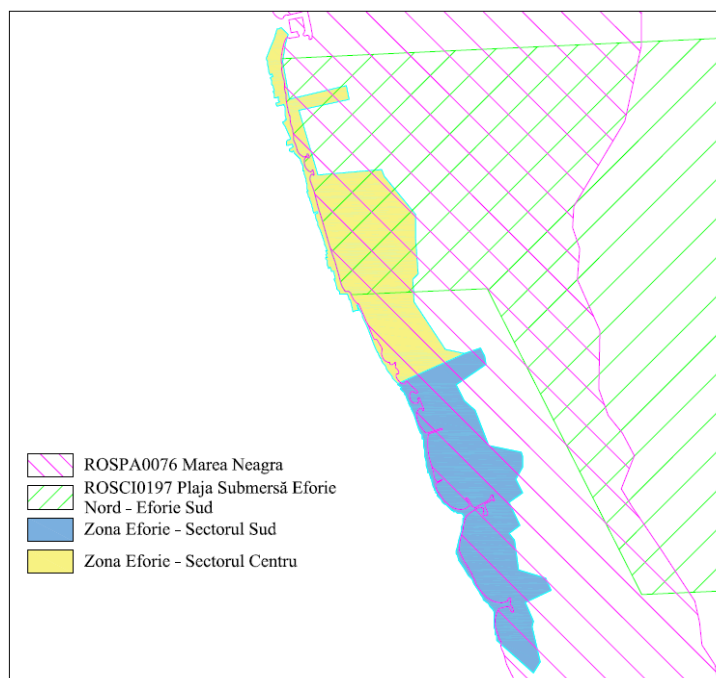 ROSPA0076 Marea Neagra
ROSCI0197 Plaja Submersă Eforie
Nord - Eforie Sud
Zona Eforie - Sectorul Sud
Zona Eforie - Sectorul Centru